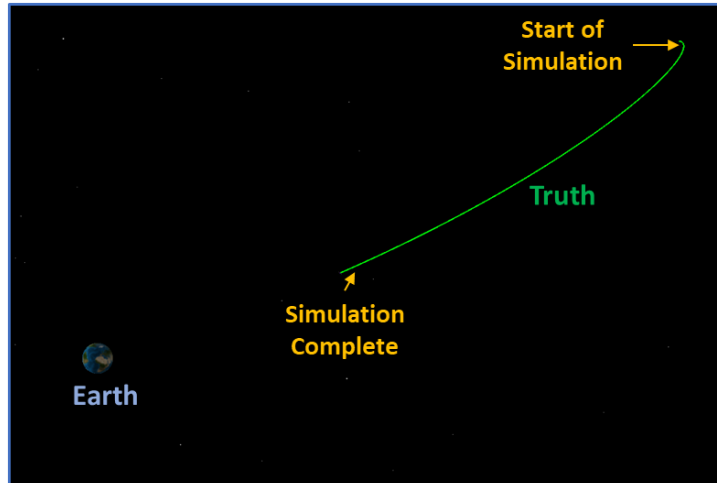 Start of
Simulation
Truth
Simulation
Complete
Earth